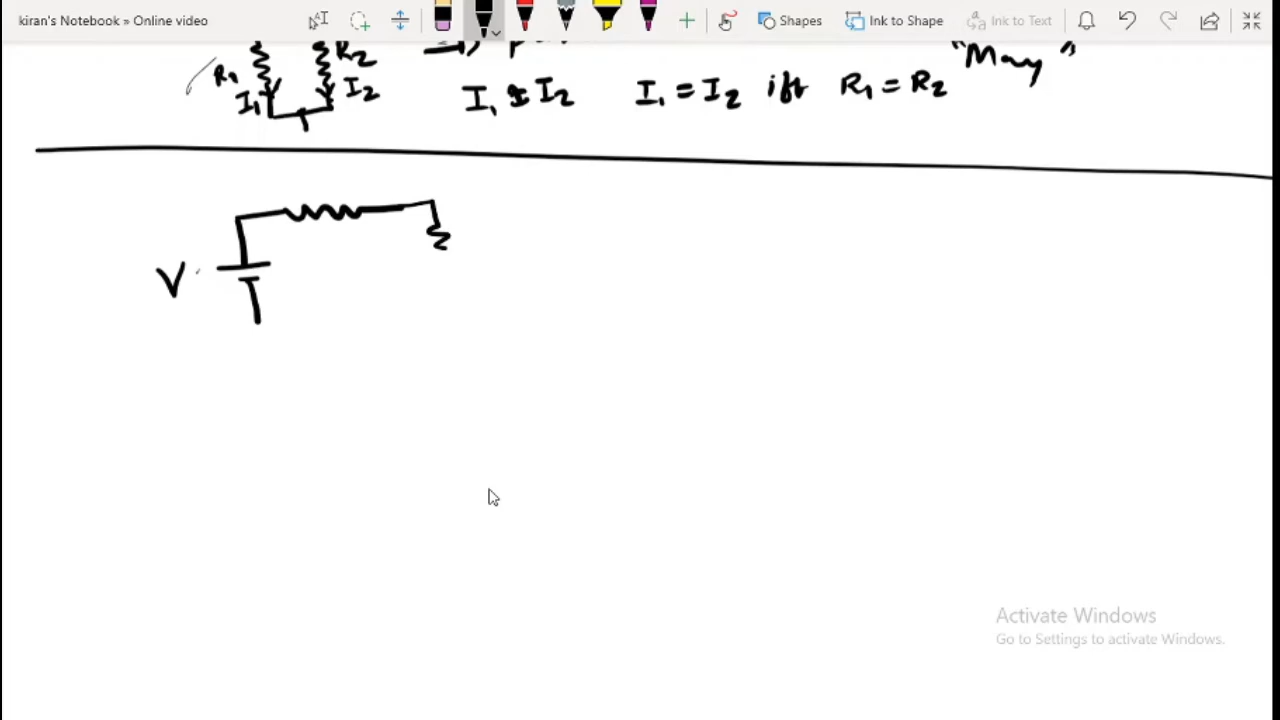 kiran's Notebook » Online video
Shapes
Ink to Shape
Ink to Text
R₁ R₂
"May"
I₁ I₂
I₁ ± I₂ I₁ = I₂ iff R₁ = R₂
V
Activate Windows
Go to Settings to activate Windows.